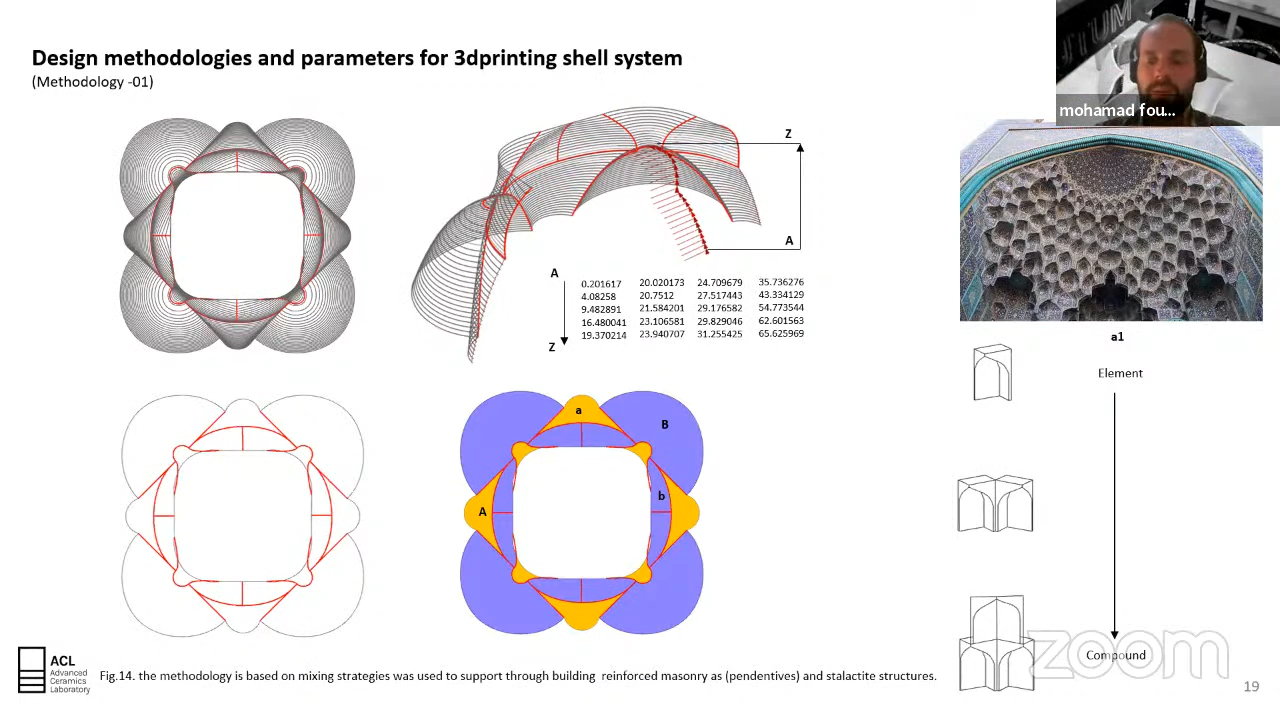 Design methodologies and parameters for 3dprinting shell system
(Methodology -01)
mohamad fou...
Z
A
A
Z
0.201617 20.020173 24.709679 35.736276
4.08258 20.7512 27.517443 43.334129
9.482891 21.584201 29.176582 54.773544
16.480041 23.106581 29.829046 62.601563
19.370214 23.940707 31.255425 65.625969
a1
Element
Compound
a
B
b
A
ACL
Advanced
Ceramics
Laboratory
Fig.14. the methodology is based on mixing strategies was used to support through building reinforced masonry as (pendentives) and stalactite structures.
zoom
19